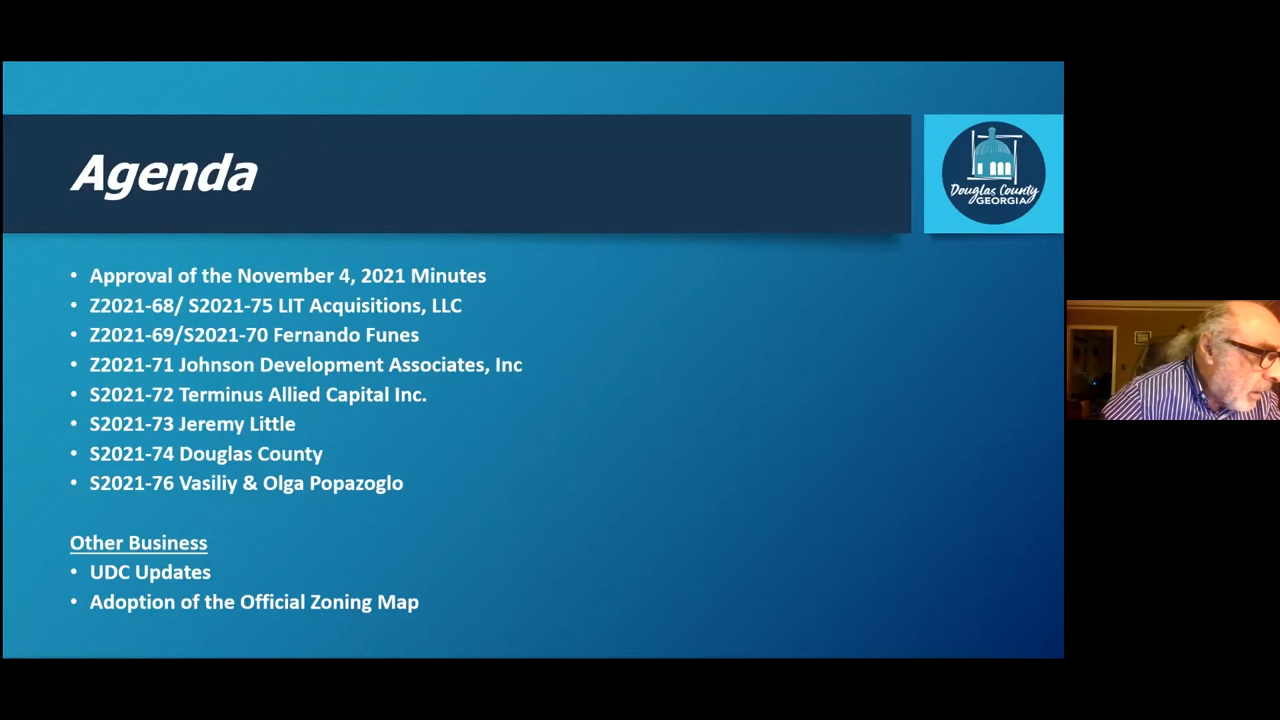 Agenda
Douglas County
GEORGIA
• Approval of the November 4, 2021 Minutes
• Z2021-68/ S2021-75 LIT Acquisitions, LLC
• Z2021-69/S2021-70 Fernando Funes
• Z2021-71 Johnson Development Associates, Inc
• S2021-72 Terminus Allied Capital Inc.
• S2021-73 Jeremy Little
• S2021-74 Douglas County
• S2021-76 Vasiliy & Olga Popazoglo
Other Business
• UDC Updates
• Adoption of the Official Zoning Map